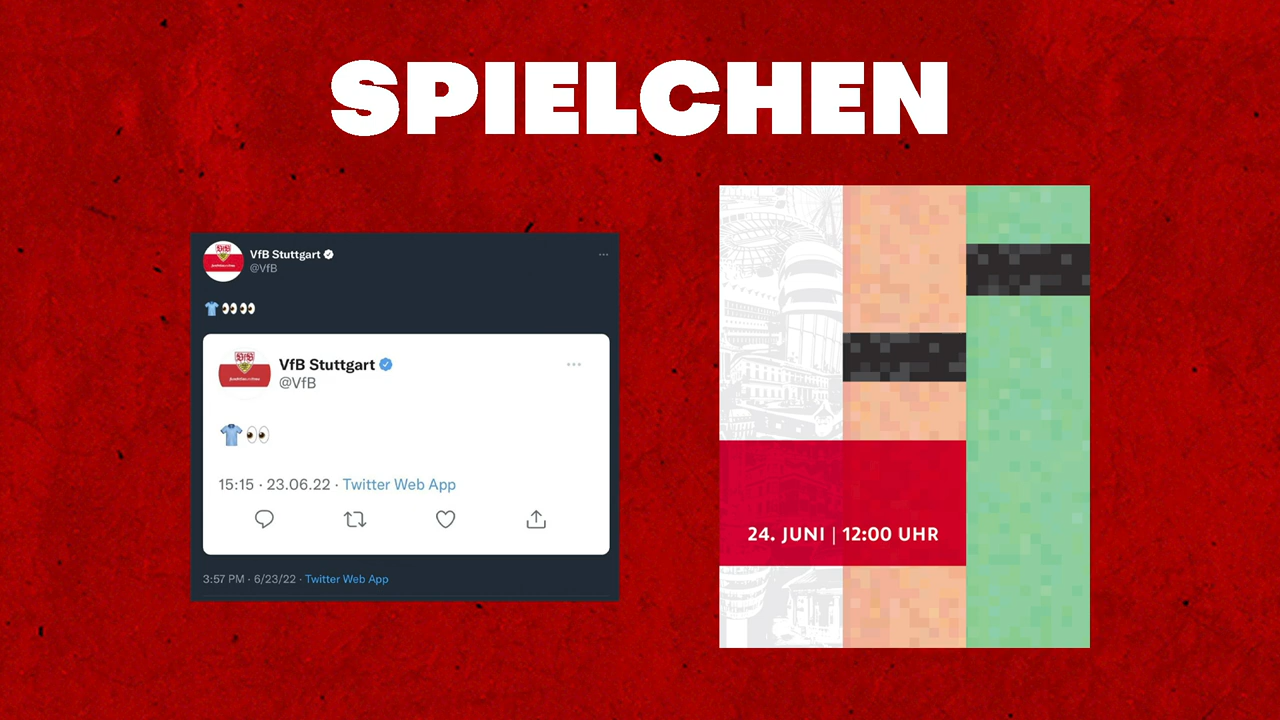 SPIELCHEN
VfB Stuttgart
@VfB
👕👀👀
VfB Stuttgart
@VfB
👕👀
15:15 · 23.06.22 · Twitter Web App
3:57 PM · 6/23/22 · Twitter Web App
24. JUNI | 12:00 UHR